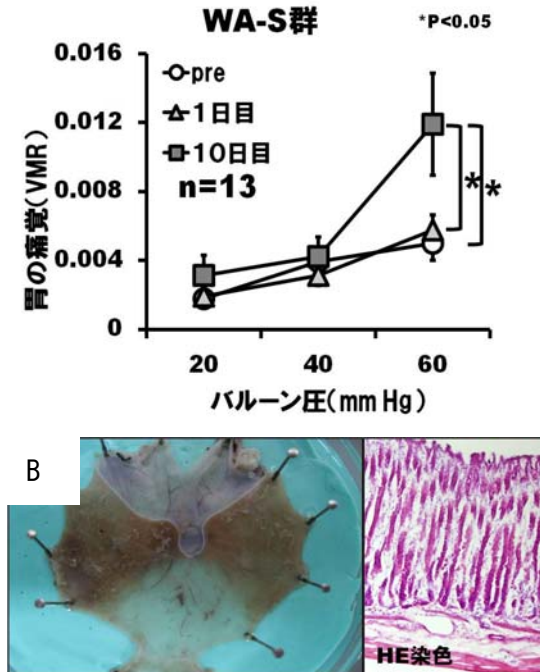 WA-S群
*P<0.05
0.016
0.012
0.008
0.004
0
胃の痛覚(VMR)
pre
1日目
10日目
n=13
*
*
20
40
60
バルーン圧(mm Hg)
B
HE染色